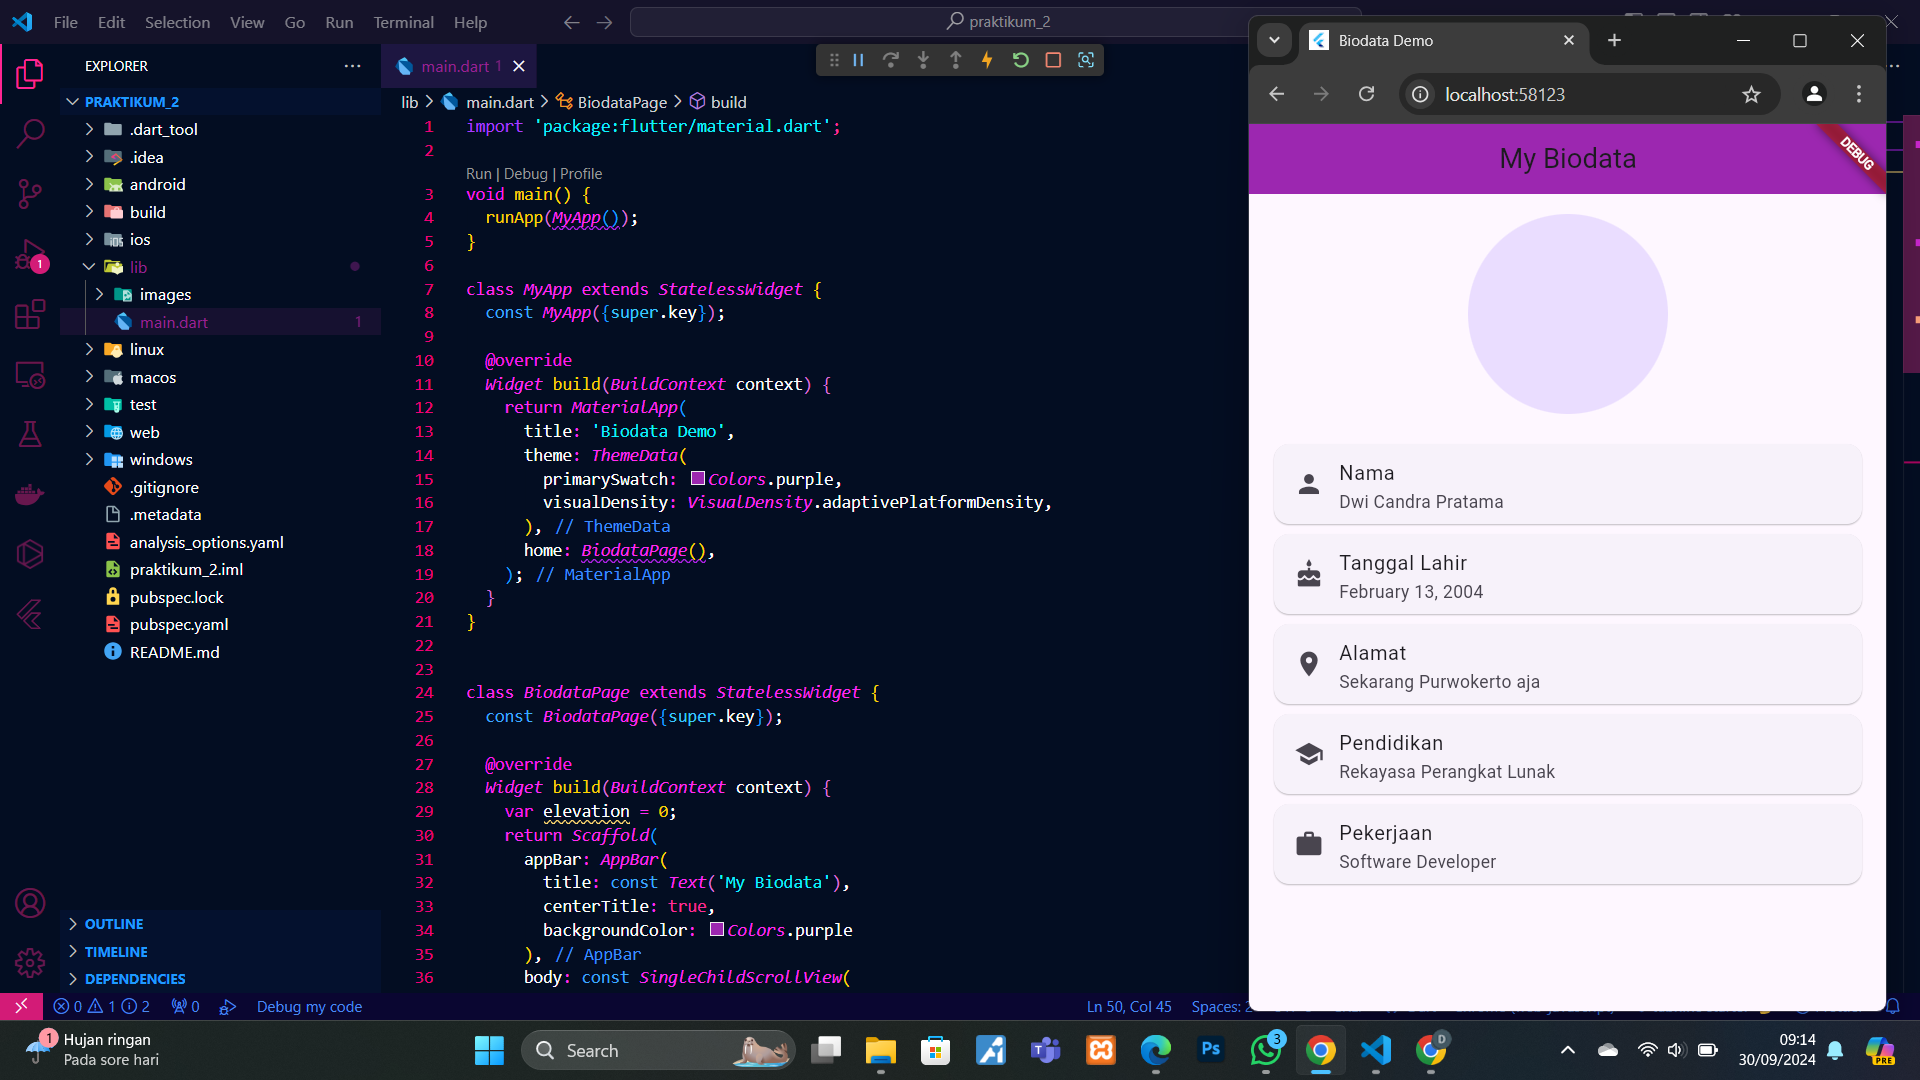 File Edit Selection View Go Run Terminal Help
praktikum_2
EXPLORER
PRAKTIKUM_2
.dart_tool
.idea
android
build
ios
lib
images
main.dart 1
linux
macos
test
web
windows
.gitignore
.metadata
analysis_options.yaml
praktikum_2.iml
pubspec.lock
pubspec.yaml
README.md
OUTLINE
TIMELINE
DEPENDENCIES
1
main.dart 1
lib > main.dart > BiodataPage > build
1 import 'package:flutter/material.dart';
2
Run | Debug | Profile
3 void main() {
4 runApp(MyApp());
5 }
6
7 class MyApp extends StatelessWidget {
8 const MyApp({super.key});
9
10 @override
11 Widget build(BuildContext context) {
12 return MaterialApp(
13 title: 'Biodata Demo',
14 theme: ThemeData(
15 primarySwatch: Colors.purple,
16 visualDensity: VisualDensity.adaptivePlatformDensity,
17 ), // ThemeData
18 home: BiodataPage(),
19 ); // MaterialApp
20 }
21 }
22
23
24 class BiodataPage extends StatelessWidget {
25 const BiodataPage({super.key});
26
27 @override
28 Widget build(BuildContext context) {
29 var elevation = 0;
30 return Scaffold(
31 appBar: AppBar(
32 title: const Text('My Biodata'),
33 centerTitle: true,
34 backgroundColor: Colors.purple
35 ), // AppBar
36 body: const SingleChildScrollView(
Biodata Demo
localhost:58123
My Biodata
DEBUG
Nama
Dwi Candra Pratama
Tanggal Lahir
February 13, 2004
Alamat
Sekarang Purwokerto aja
Pendidikan
Rekayasa Perangkat Lunak
Pekerjaan
Software Developer
0 1 2 0 Debug my code Ln 50, Col 45 Spaces: 2
1 Hujan ringan
Pada sore hari
Search
Ps
3
D
09:14
30/09/2024
PRE